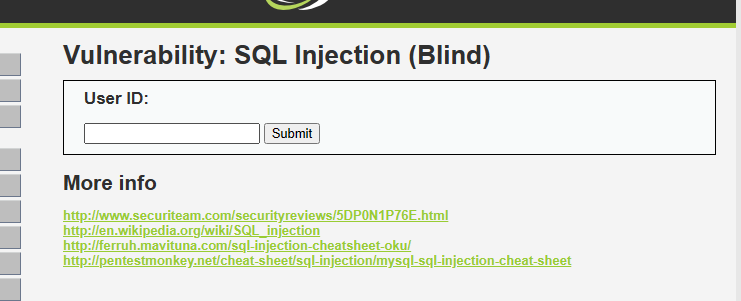 Vulnerability: SQL Injection (Blind)
User ID:
Submit
More info
http://www.securiteam.com/securityreviews/5DP0N1P76E.html
http://en.wikipedia.org/wiki/SQL_injection
http://ferruh.mavituna.com/sql-injection-cheatsheet-oku/
http://pentestmonkey.net/cheat-sheet/sql-injection/mysql-sql-injection-cheat-sheet